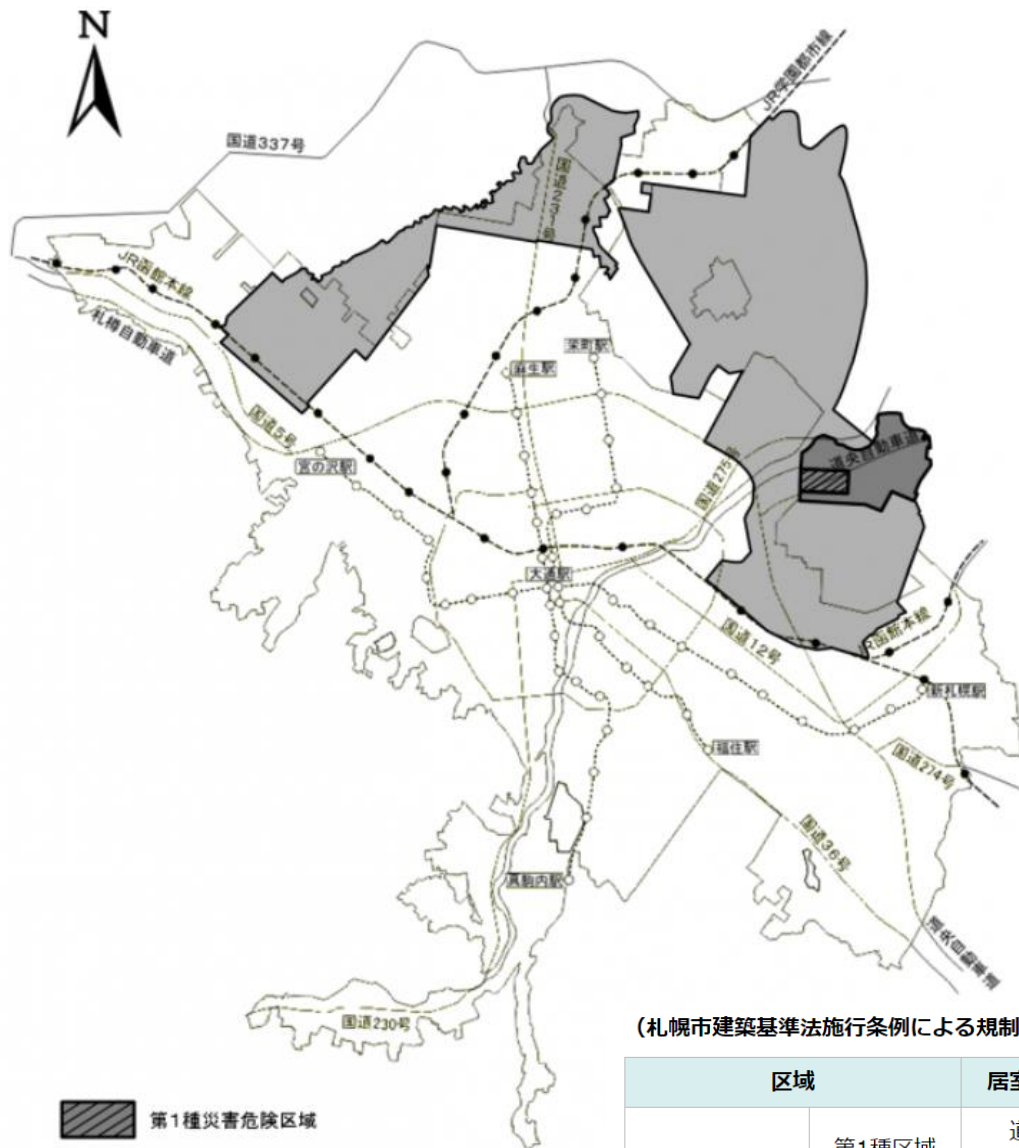 N
JR学園都市線
国道337号
国道231号
JR函館本線
札樽自動車道
栄町駅
麻生駅
国道5号
宮の沢駅
道央自動車道
国道275号
大通駅
国道12号
JR函館本線
新札幌駅
福住駅
国道274号
国道36号
真駒内駅
道央自動車道
国道230号
(札幌市建築基準法施行条例による規制
区域
居室
第1種区域
道
第1種災害危険区域